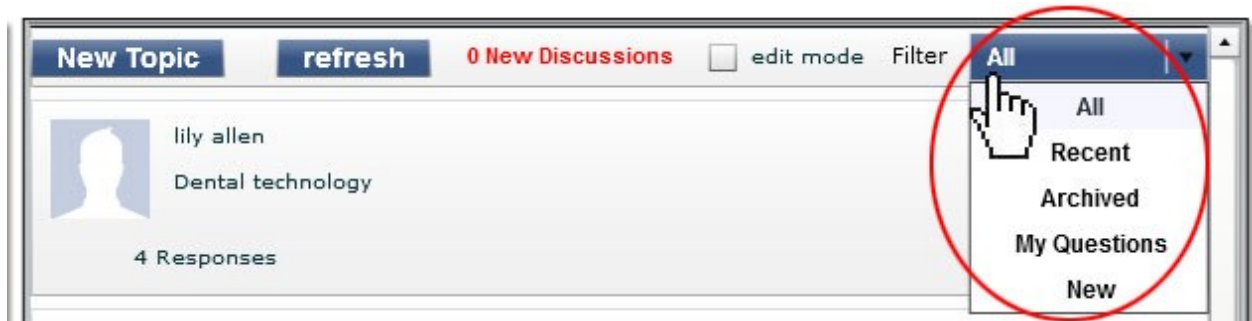 New Topic refresh 0 New Discussions edit mode Filter All
All
Recent
Archived
My Questions
New
lily allen
Dental technology
4 Responses